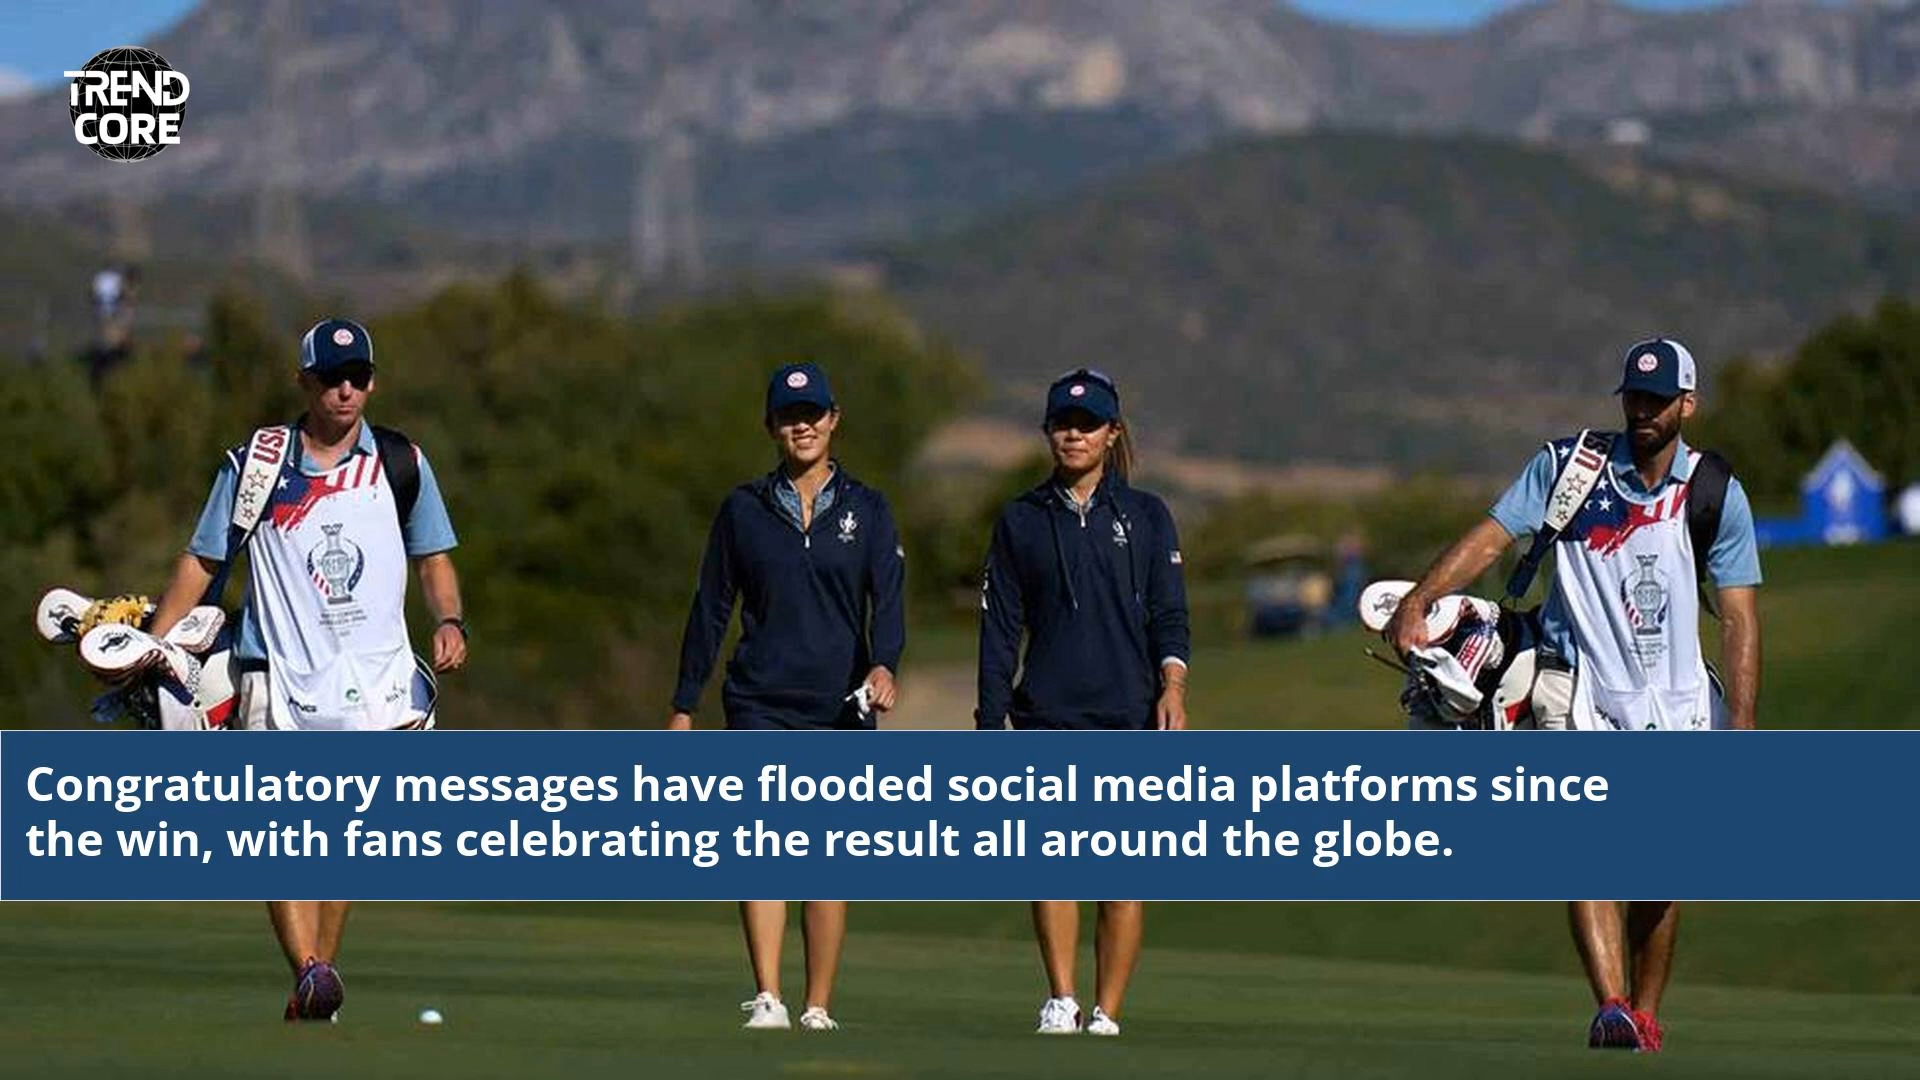 TREND
CORE
USA
USA
Congratulatory messages have flooded social media platforms since
the win, with fans celebrating the result all around the globe.